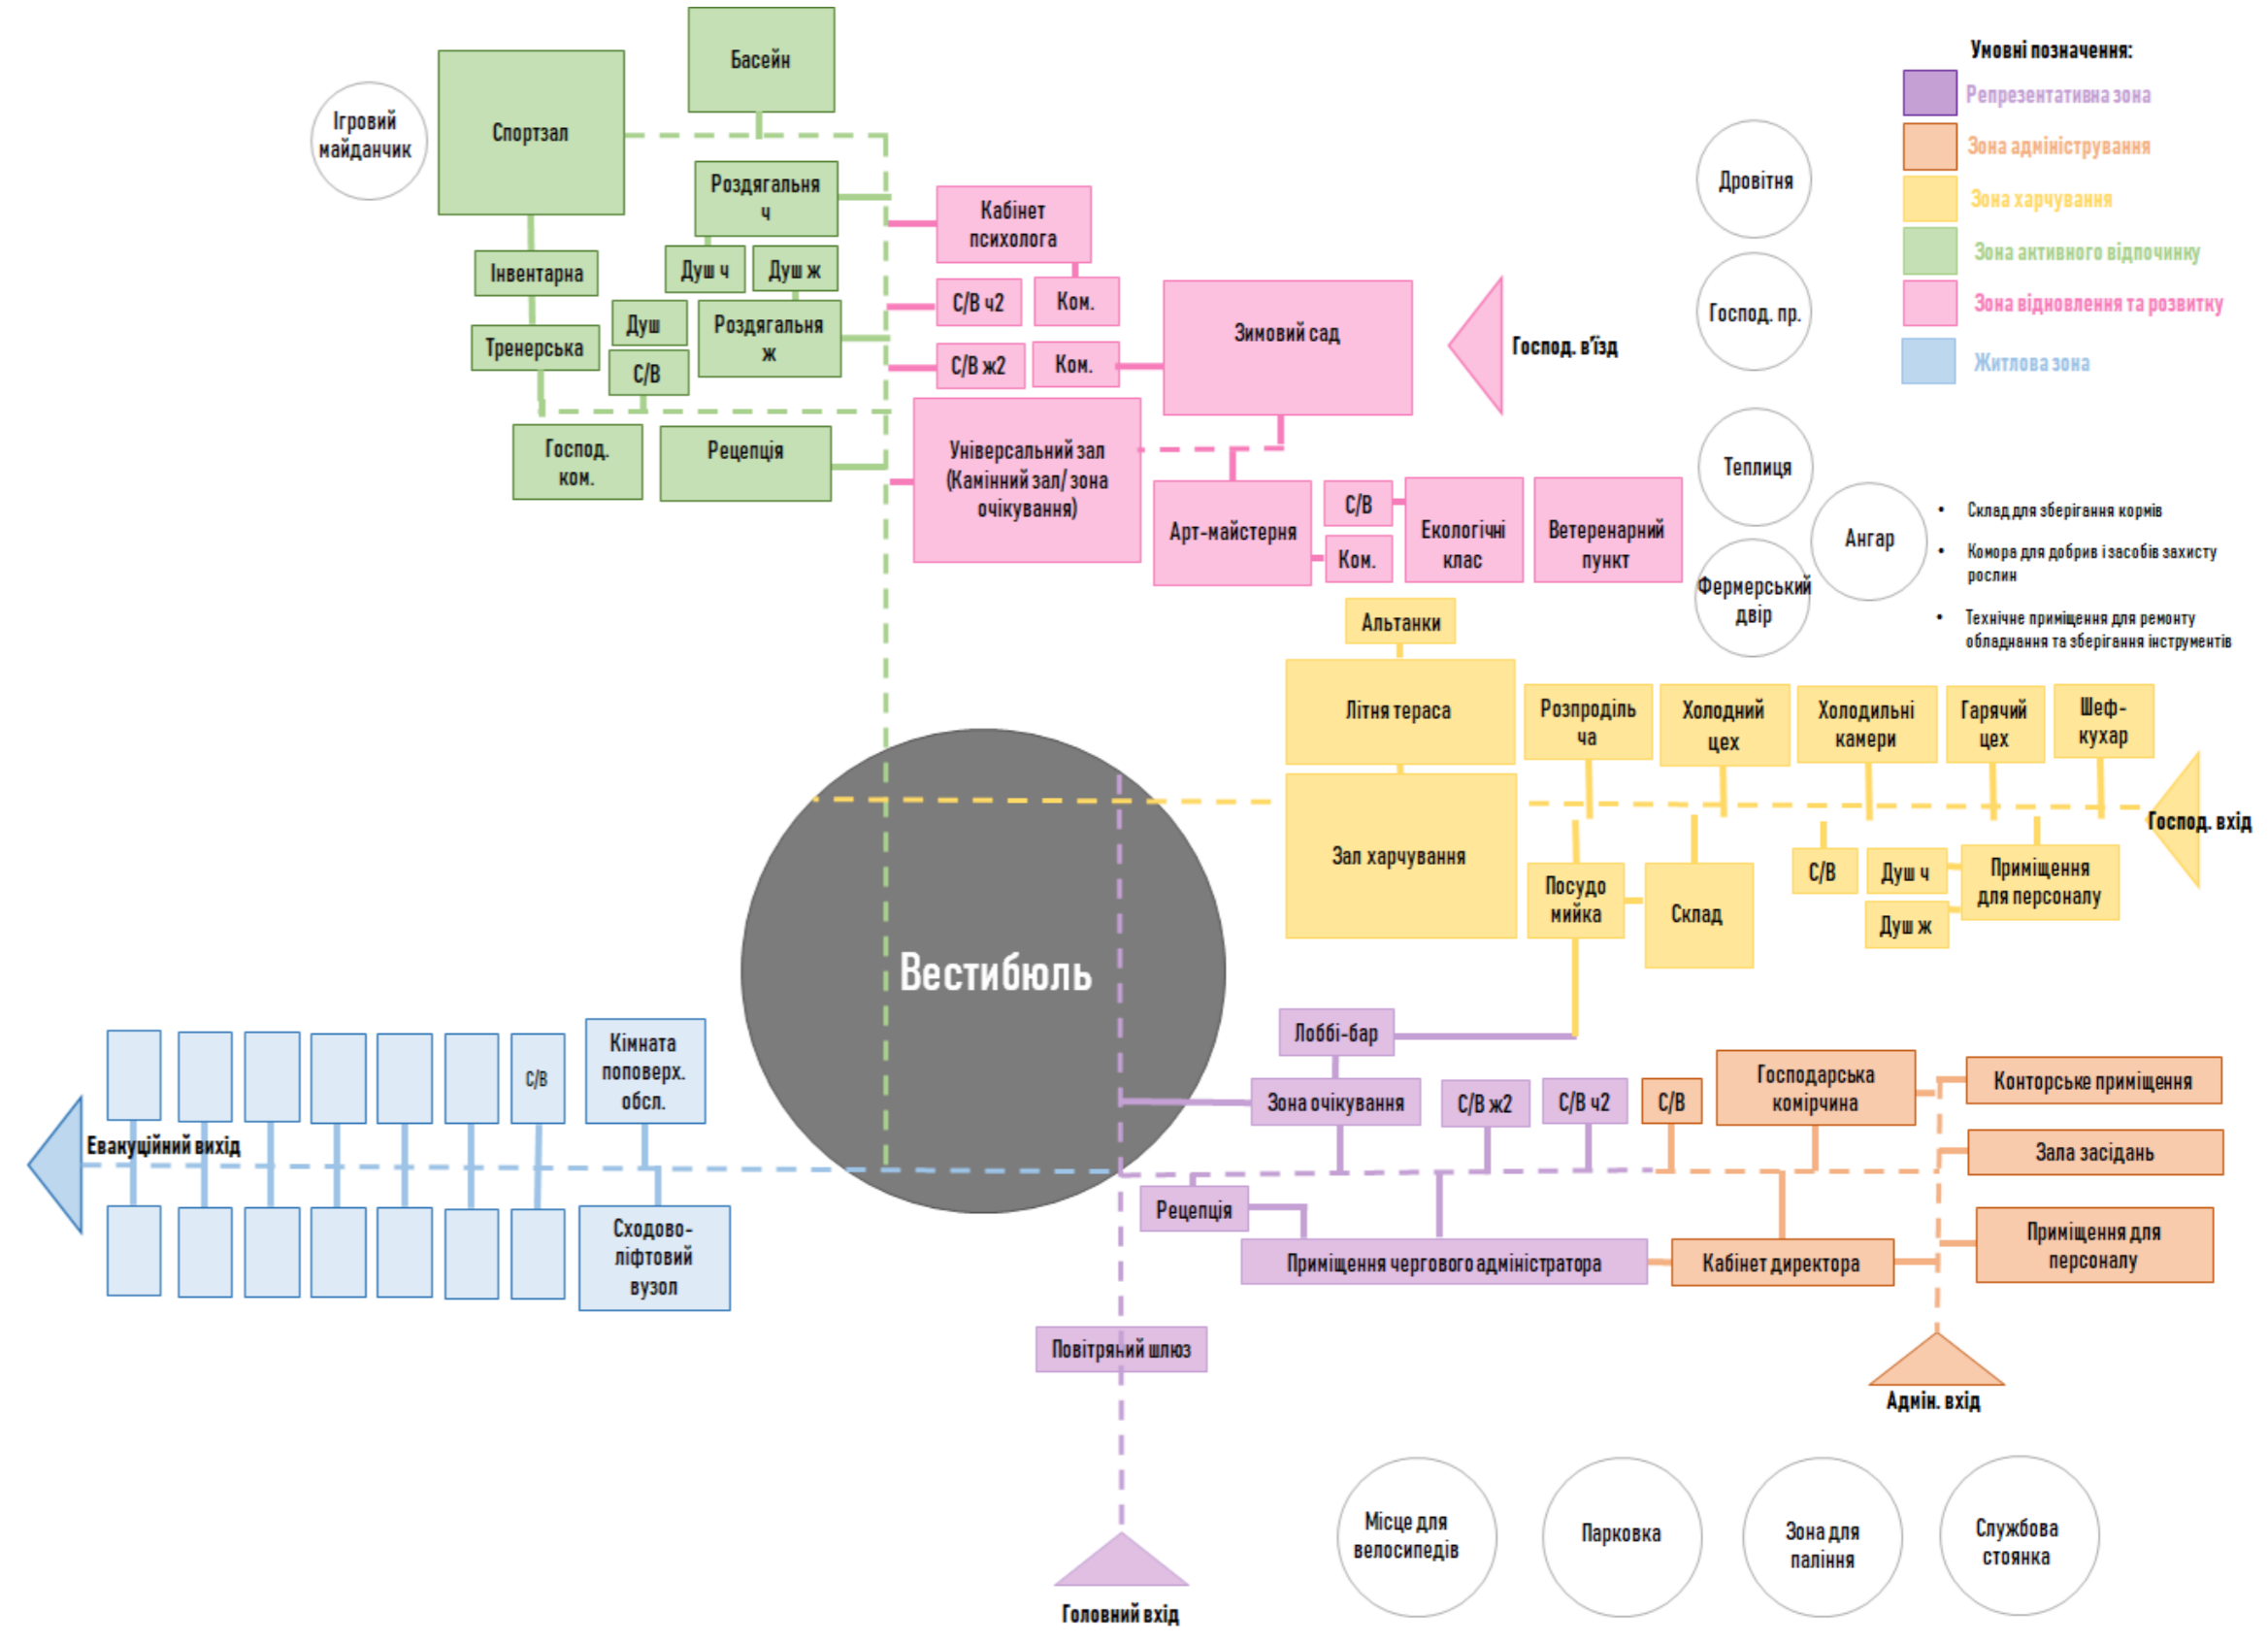 Умовні позначення:
Репрезентативна зона
Зона адміністрування
Зона харчування
Зона активного відпочинку
Зона відновлення та розвитку
Житлова зона
Ігровий
майданчик
Спортзал
Басейн
Роздягальня
ч
Інвентарна
Душ ч
Душ ж
Тренерська
Душ
С/В
Роздягальня
ж
Господ.
ком.
Рецепція
Кабінет
психолога
С/В ч2
Ком.
С/В ж2
Ком.
Зимовий сад
Господ. в'їзд
Універсальний зал
(Камінний зал/ зона
очікування)
Арт-майстерня
С/В
Ком.
Екологічні
клас
Ветеренарний
пункт
Дровітня
Господ. пр.
Теплиця
Ангар
Фермерський
двір
• Склад для зберігання кормів
• Комора для добрив і засобів захисту
рослин
• Технічне приміщення для ремонту
обладнання та зберігання інструментів
Альтанки
Літня тераса
Розпроділь
ча
Холодний
цех
Холодильні
камери
Гарячий
цех
Шеф-
кухар
Господ. вхід
Зал харчування
Посудо
мийка
Склад
С/В
Душ ч
Душ ж
Приміщення
для персоналу
Вестибюль
Лоббі-бар
Зона очікування
С/В ж2
С/В ч2
С/В
Господарська
комірчина
Конторське приміщення
Зала засідань
Приміщення для
персоналу
Рецепція
Приміщення чергового адміністратора
Кабінет директора
Адмін. вхід
С/В
Кімната
поповерх.
обсл.
Евакуційний вихід
Сходово-
ліфтовий
вузол
Повітряний шлюз
Головний вхід
Місце для
велосипедів
Парковка
Зона для
паління
Службова
стоянка